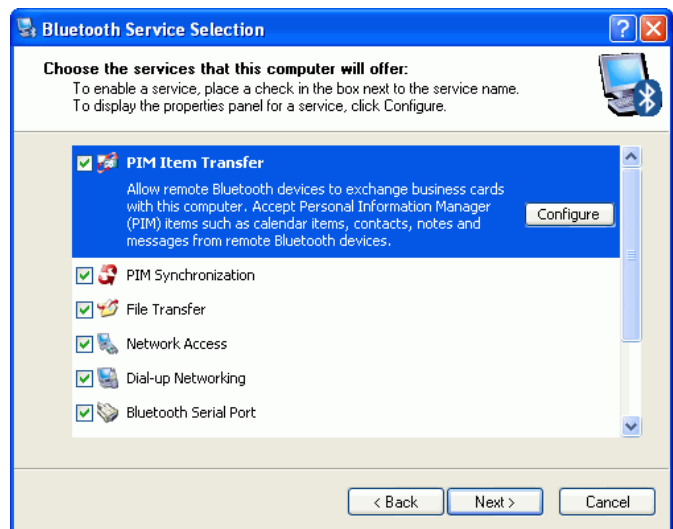 Bluetooth Service Selection
Choose the services that this computer will offer:
To enable a service, place a check in the box next to the service name.
To display the properties panel for a service, click Configure.
PIM Item Transfer
Allow remote Bluetooth devices to exchange business cards
with this computer. Accept Personal Information Manager
(PIM) items such as calendar items, contacts, notes and
messages from remote Bluetooth devices.
Configure
PIM Synchronization
File Transfer
Network Access
Dial-up Networking
Bluetooth Serial Port
< Back
Next >
Cancel